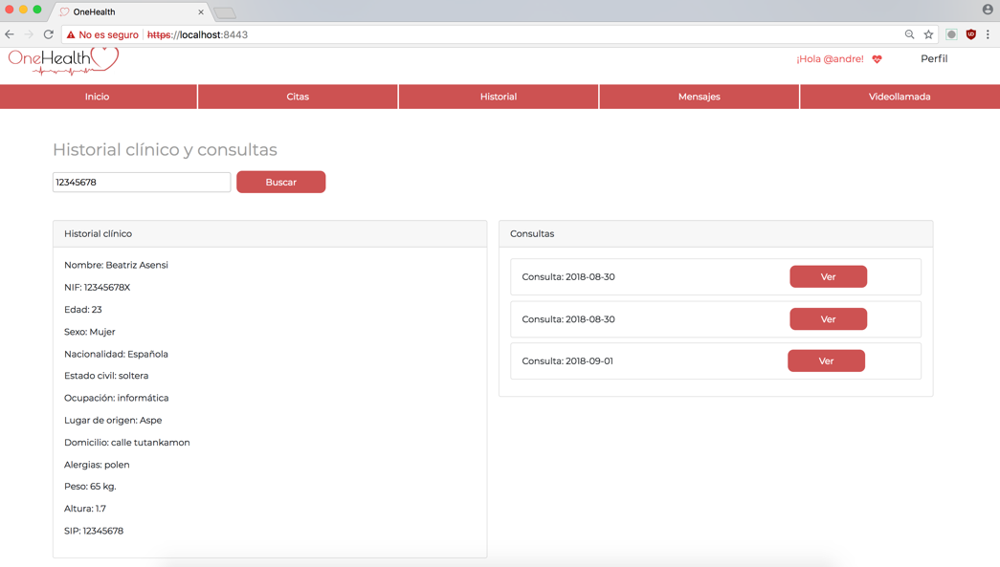 OneHealth
No es seguro https://localhost:8443
OneHealth
¡Hola @andre!
Perfil
Inicio
Citas
Historial
Mensajes
Videollamada
Historial clínico y consultas
12345678
Buscar
Historial clínico
Nombre: Beatriz Asensi
NIF: 12345678X
Edad: 23
Sexo: Mujer
Nacionalidad: Española
Estado civil: soltera
Ocupación: informática
Lugar de origen: Aspe
Domicilio: calle tutankamon
Alergias: polen
Peso: 65 kg.
Altura: 1.7
SIP: 12345678
Consultas
Consulta: 2018-08-30 Ver
Consulta: 2018-08-30 Ver
Consulta: 2018-09-01 Ver